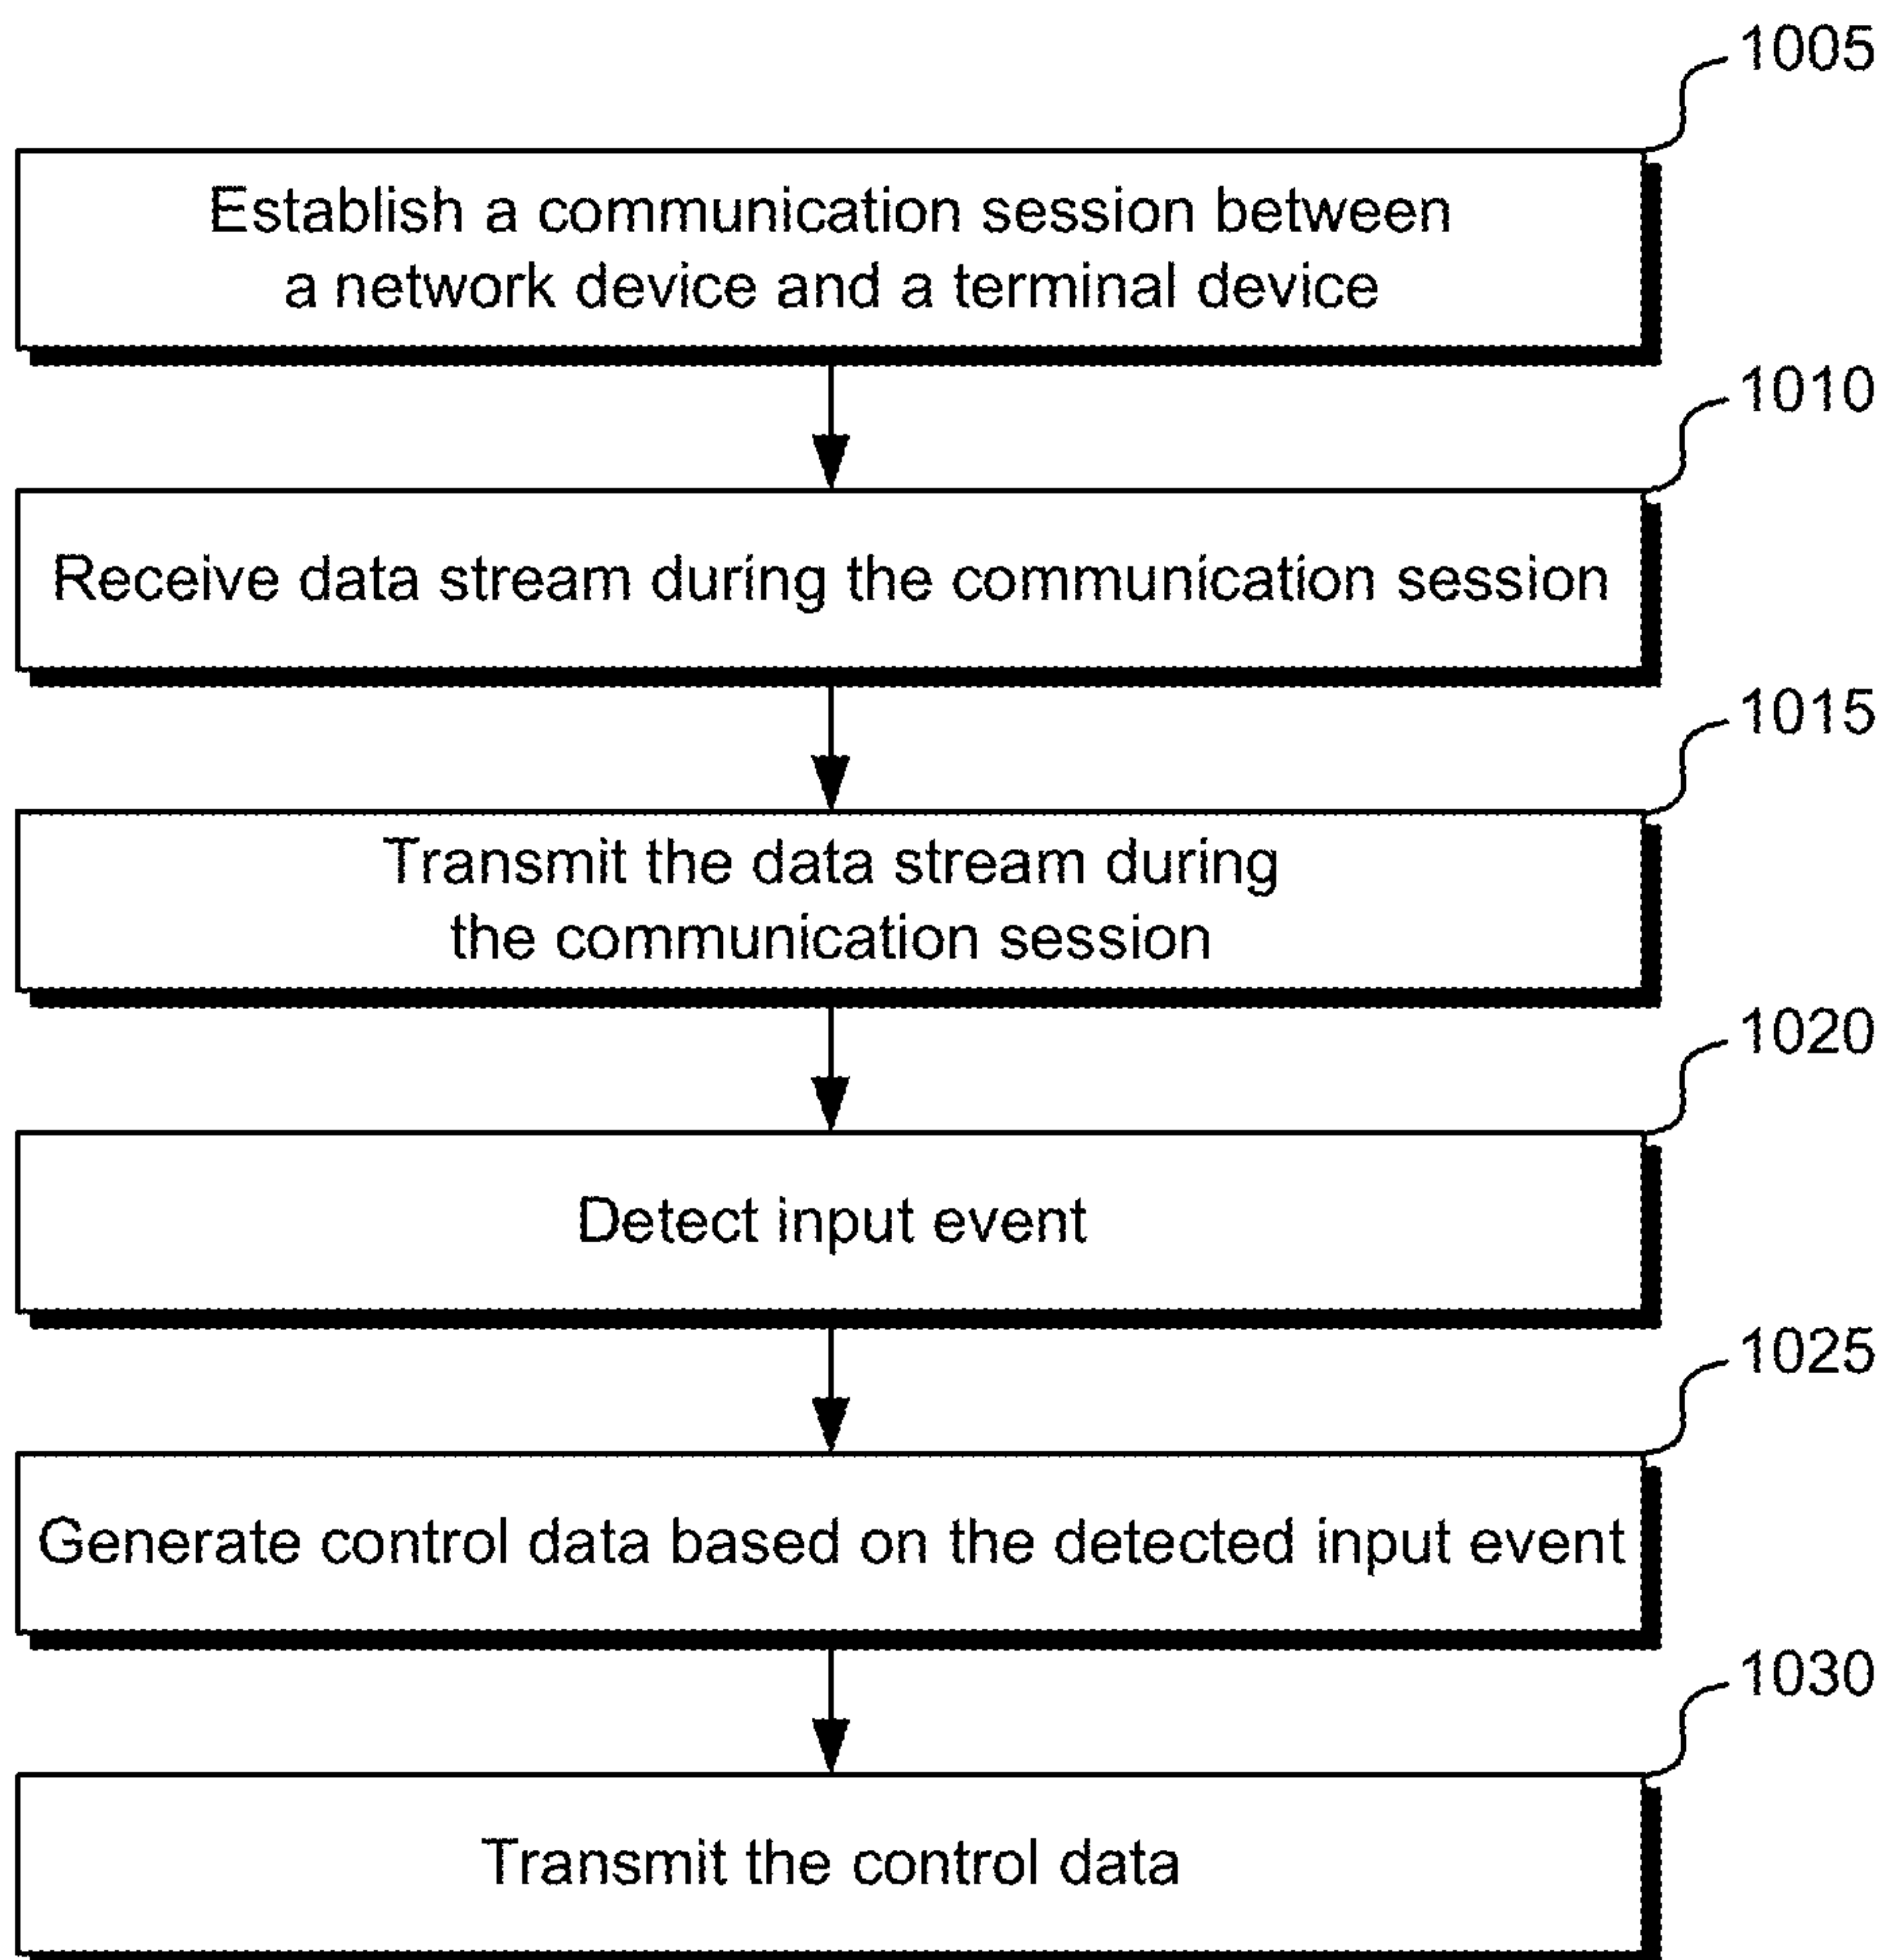 1005
Establish a communication session between
a network device and a terminal device
1010
Receive data stream during the communication session
1015
Transmit the data stream during
the communication session
1020
Detect input event
1025
Generate control data based on the detected input event
1030
Transmit the control data